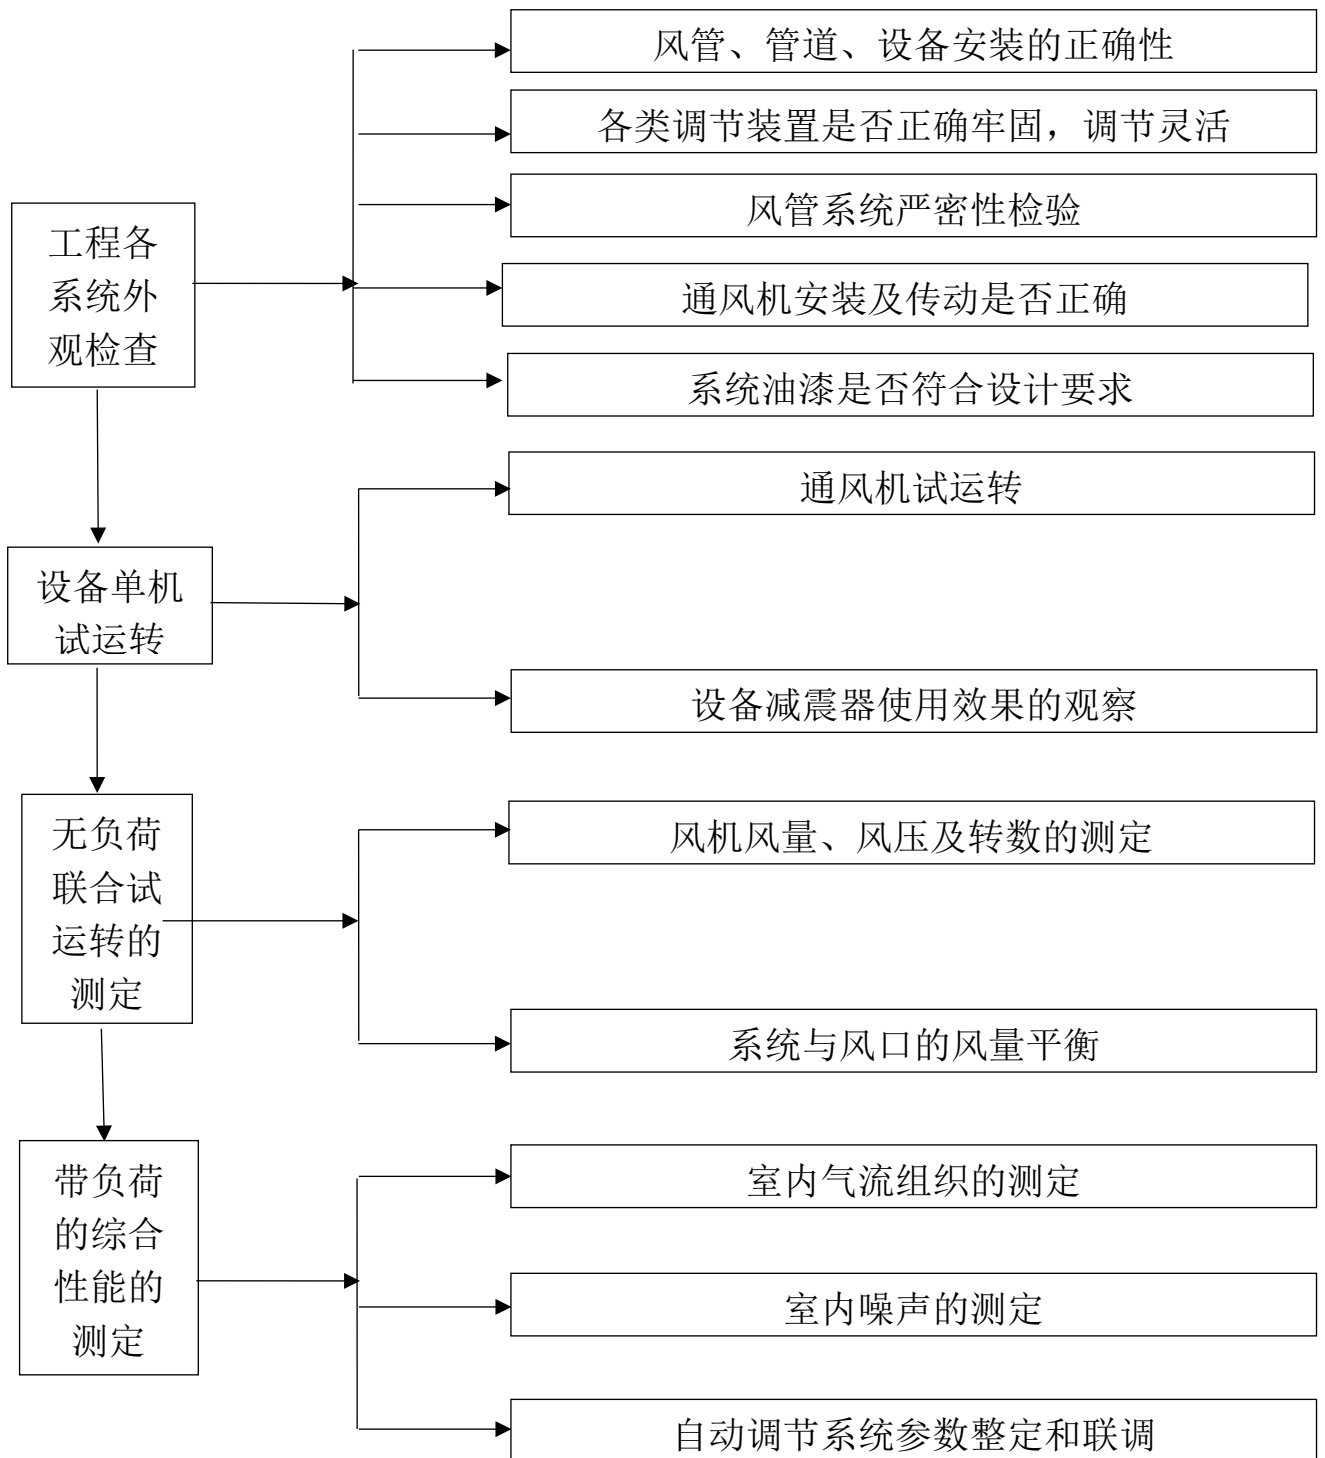 风管、管道、设备安装的正确性
各类调节装置是否正确牢固，调节灵活
风管系统严密性检验
工程各
系统外
观检查
通风机安装及传动是否正确
系统油漆是否符合设计要求
通风机试运转
设备单机
试运转
设备减震器使用效果的观察
无负荷
联合试
运转的
测定
风机风量、风压及转数的测定
系统与风口的风量平衡
带负荷
的综合
性能的
测定
室内气流组织的测定
室内噪声的测定
自动调节系统参数整定和联调